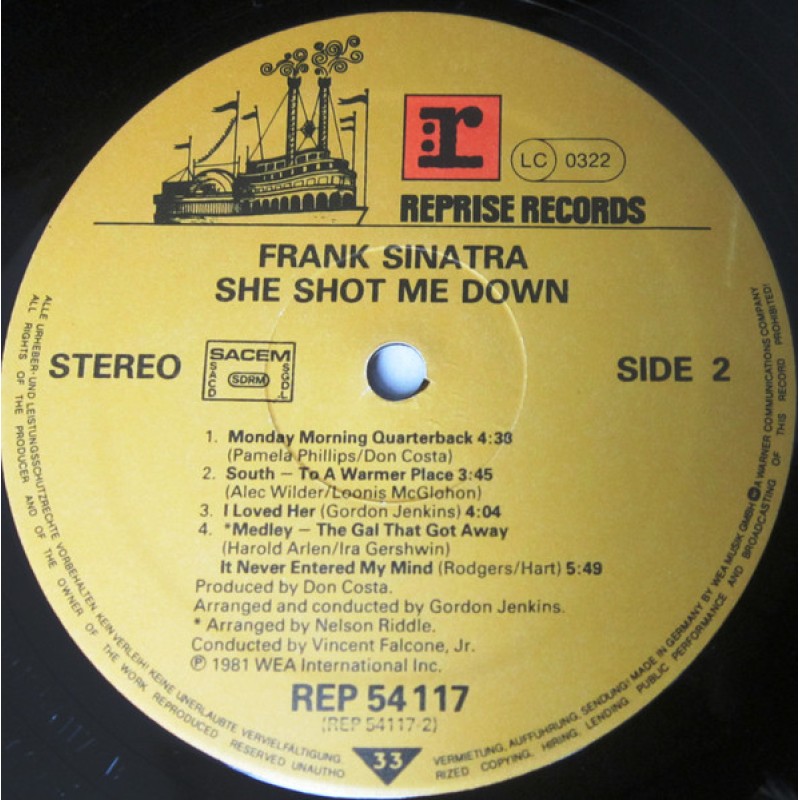 r
LC 0322
REPRISE RECORDS
FRANK SINATRA
SHE SHOT ME DOWN
STEREO
SACEM
SACD
SDRM
SGDL
SIDE 2
1. Monday Morning Quarterback 4:38
(Pamela Phillips/Don Costa)
2. South – To A Warmer Place 3:45
(Alec Wilder/Loonis McGlohon)
3. I Loved Her (Gordon Jenkins) 4:04
4. *Medley – The Gal That Got Away
(Harold Arlen/Ira Gershwin)
It Never Entered My Mind (Rodgers/Hart) 5:49
Produced by Don Costa.
Arranged and conducted by Gordon Jenkins.
* Arranged by Nelson Riddle.
Conducted by Vincent Falcone, Jr.
℗ 1981 WEA International Inc.
REP 54 117
(REP 54117-2)
33
ALLE URHEBER- UND LEISTUNGSSCHUTZRECHTE VORBEHALTEN. KEIN VERLEIH! KEINE UNERLAUBTE VERVIELFÄLTIGUNG, VERMIETUNG, AUFFÜHRUNG, SENDUNG! MADE IN GERMANY BY WEA MUSIK GMBH A WARNER COMMUNICATIONS COMPANY
ALL RIGHTS OF THE PRODUCER AND OF THE OWNER OF THE WORK REPRODUCED RESERVED UNAUTHO- RIZED COPYING, HIRING, LENDING, PUBLIC PERFORMANCE AND BROADCASTING OF THIS RECORD PROHIBITED!